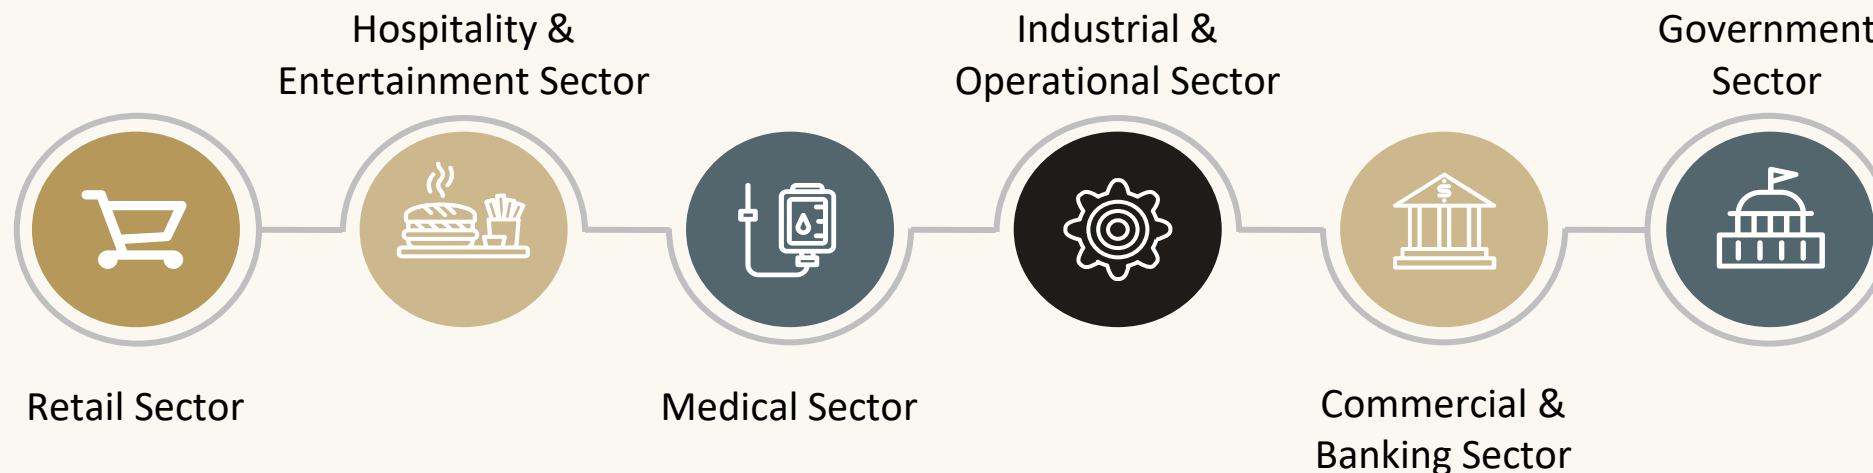 Retail Sector
Hospitality &
Entertainment Sector
Medical Sector
Industrial &
Operational Sector
Commercial &
Banking Sector
Government
Sector